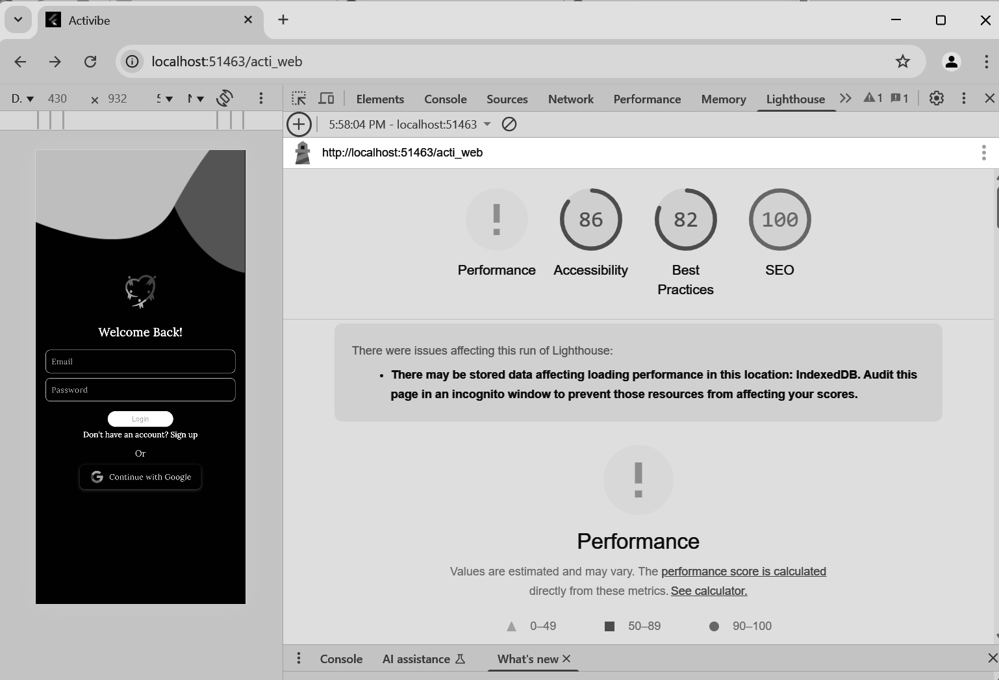 Activibe
localhost:51463/acti_web
D. 430 × 932
Elements Console Sources Network Performance Memory Lighthouse 1 1
5:58:04 PM - localhost:51463
http://localhost:51463/acti_web
86 82 100
Performance Accessibility Best Practices SEO
There were issues affecting this run of Lighthouse:
• There may be stored data affecting loading performance in this location: IndexedDB. Audit this
page in an incognito window to prevent those resources from affecting your scores.
Performance
Values are estimated and may vary. The performance score is calculated
directly from these metrics. See calculator.
0–49 50–89 90–100
Console AI assistance What's new
Welcome Back!
Email
Password
Login
Don't have an account? Sign up
Or
Continue with Google